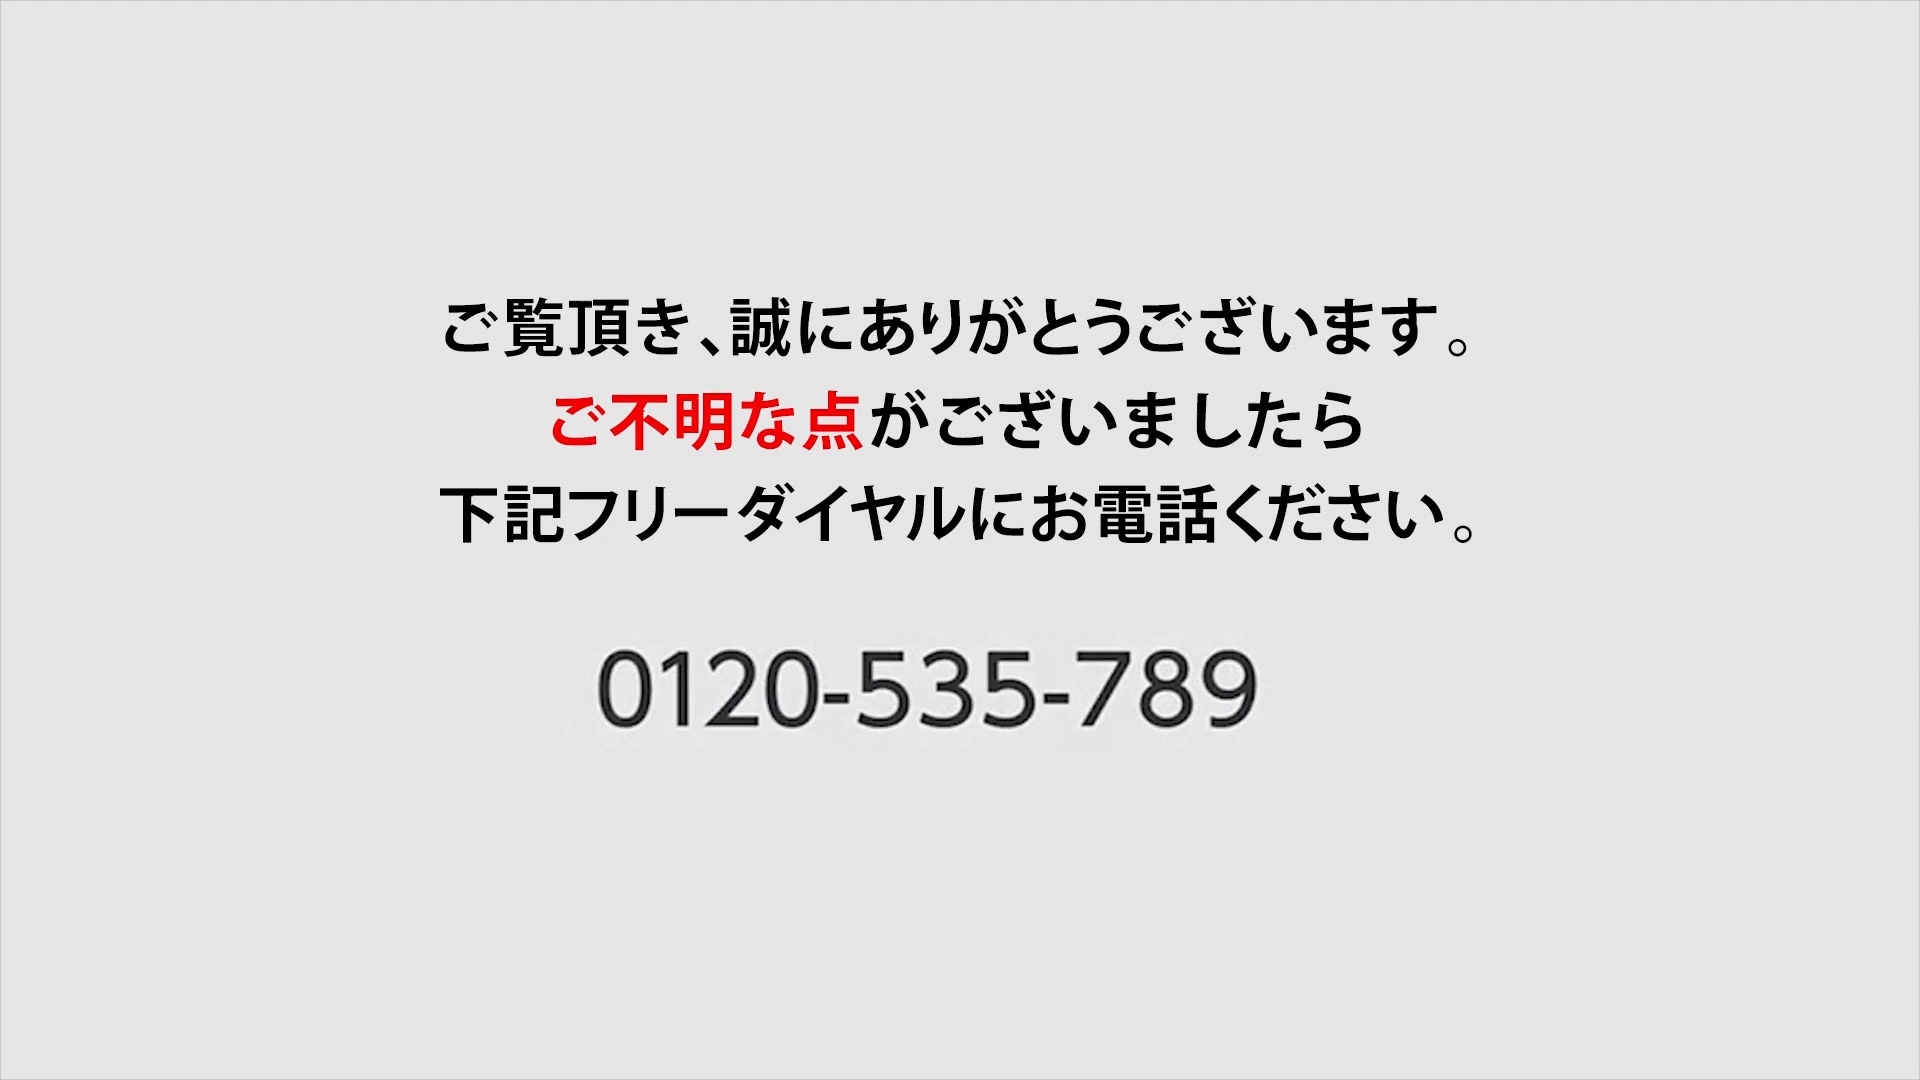 ご覧頂き、誠にありがとうございます。
ご不明な点がございましたら
下記フリーダイヤルにお電話ください。
0120-535-789